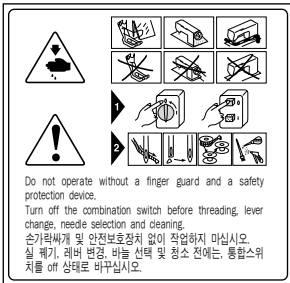 1
2
Do not operate without a finger guard and a safety
protection device.
Turn off the combination switch before threading, lever
change, needle selection and cleaning.
손가락싸개 및 안전보호장치 없이 작업하지 마십시오.
실 꿰기, 레버 변경, 바늘 선택 및 청소 전에는, 통합스위
치를 off 상태로 바꾸십시오.